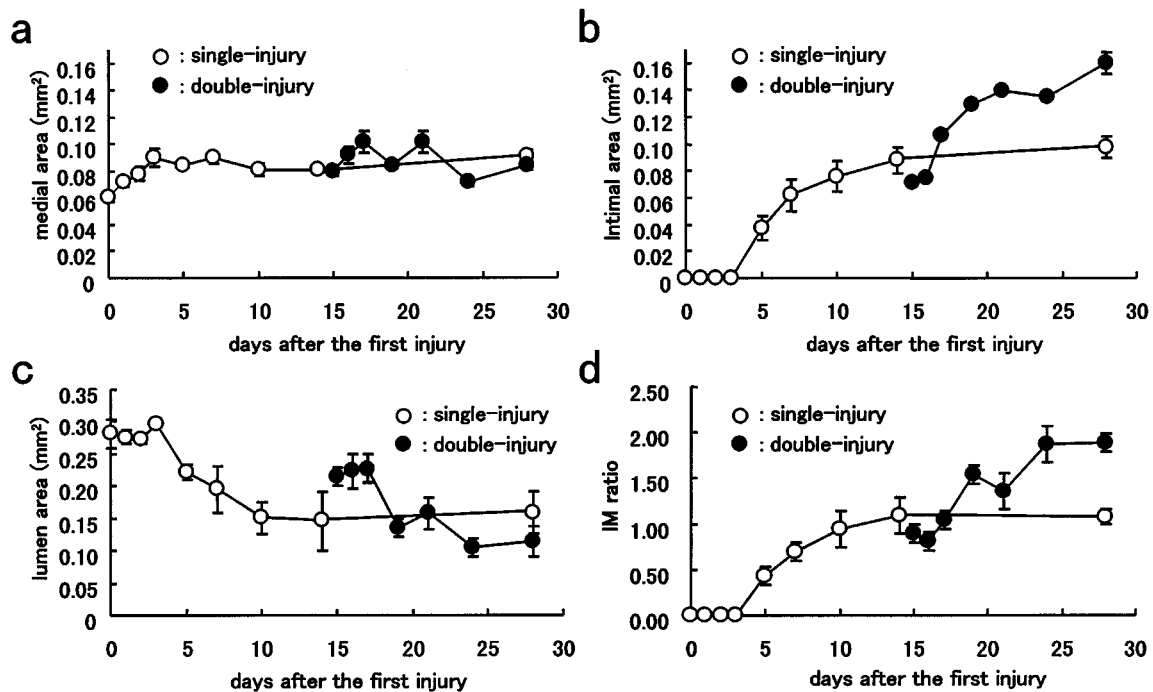 a
○ : single-injury
● : double-injury
medial area (mm²)
0.16
0.14
0.12
0.10
0.08
0.06
0.04
0.02
0
0 5 10 15 20 25 30
days after the first injury
b
○ : single-injury
● : double-injury
Intimal area (mm²)
0.16
0.14
0.12
0.10
0.08
0.06
0.04
0.02
0
0 5 10 15 20 25 30
days after the first injury
c
○ : single-injury
● : double-injury
lumen area (mm²)
0.35
0.30
0.25
0.20
0.15
0.10
0.05
0
0 5 10 15 20 25 30
days after the first injury
d
○ : single-injury
● : double-injury
IM ratio
2.50
2.00
1.50
1.00
0.50
0.00
0 5 10 15 20 25 30
days after the first injury